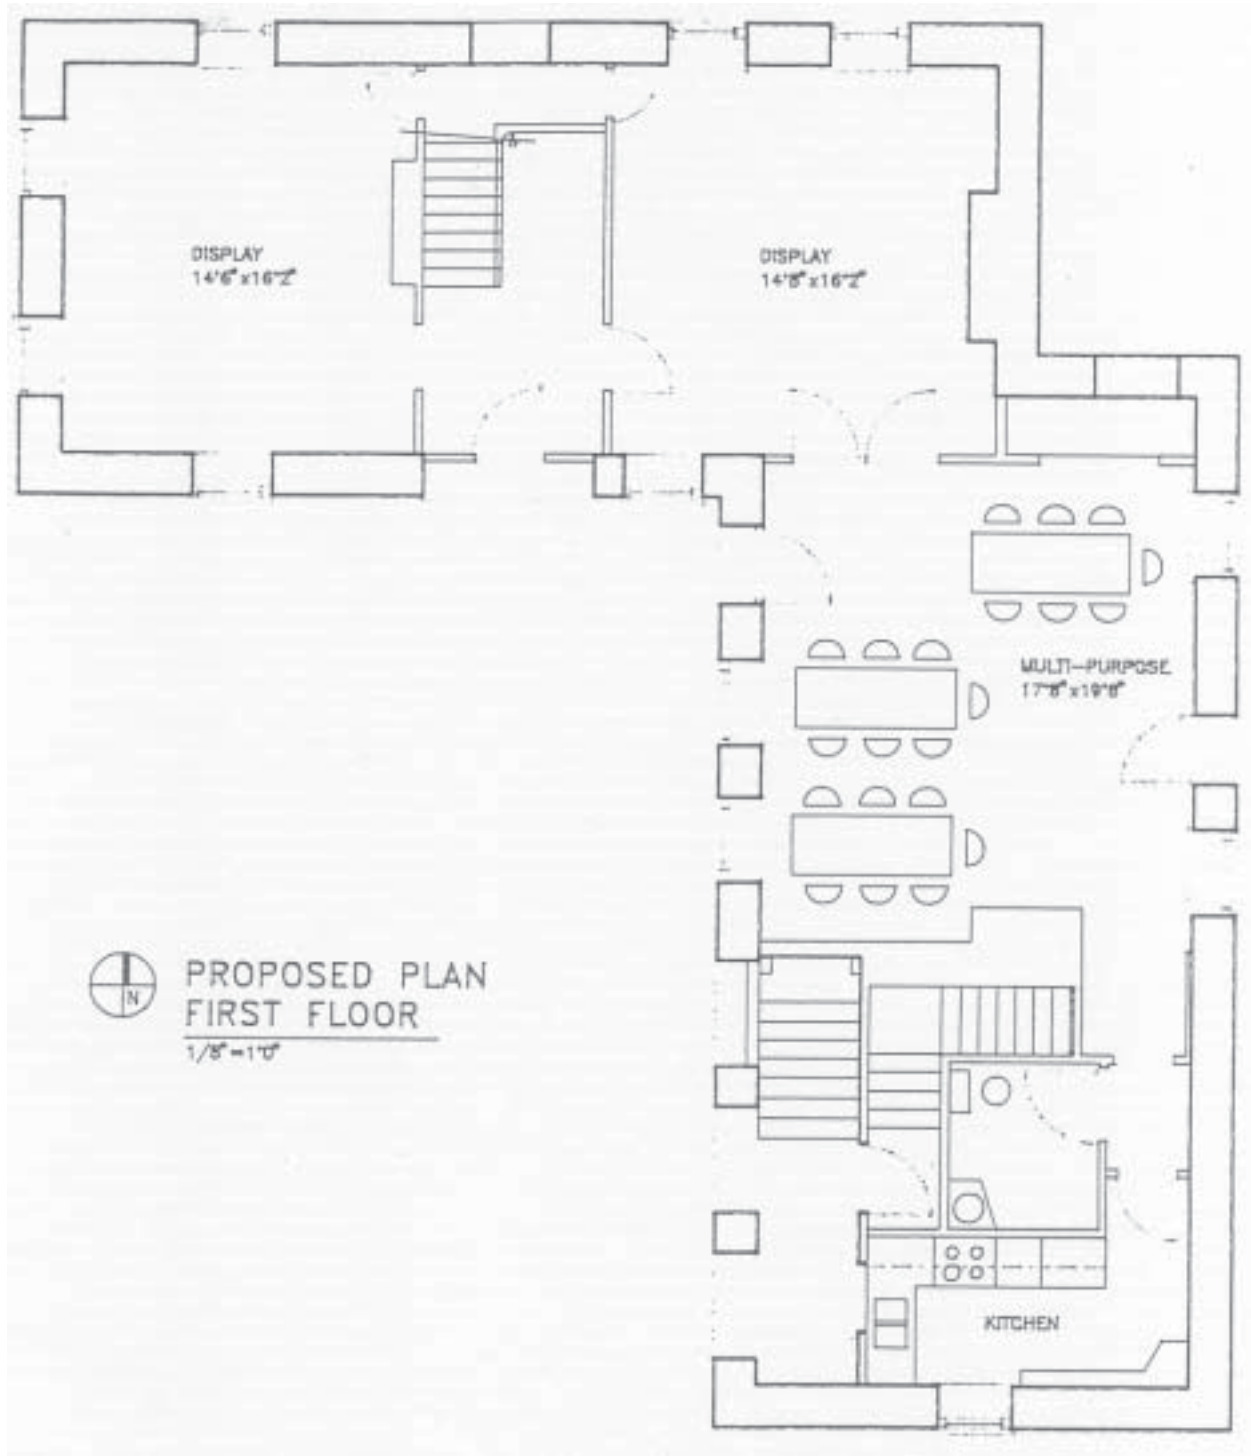 DISPLAY
14'6" x 16'2"
DISPLAY
14'8" x 16'2"
MULTI-PURPOSE
17'8" x 19'8"
PROPOSED PLAN
FIRST FLOOR
N
1/8" = 1'0"
KITCHEN